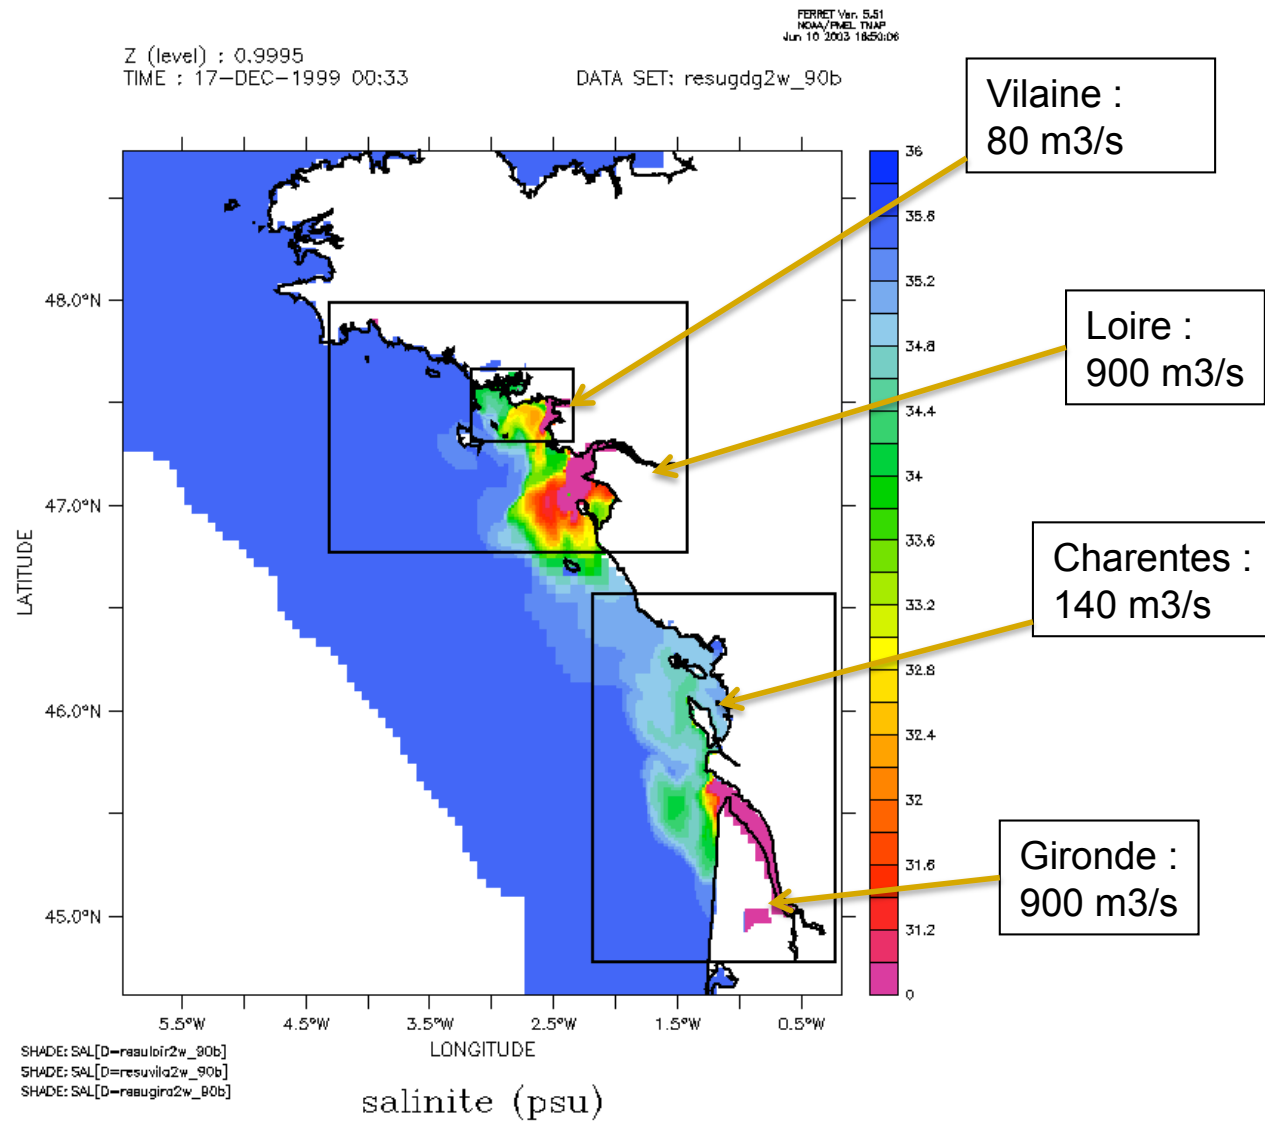 FERRET Ver. 5.51
NOAA/PMEL TMAP
Jun 10 2003 16:50:06
Z (level) : 0.9995
TIME : 17-DEC-1999 00:33
DATA SET: resugdg2w_90b
Vilaine :
80 m3/s
Loire :
900 m3/s
Charentes :
140 m3/s
Gironde :
900 m3/s
36
35.6
35.2
34.8
34.4
34
33.6
33.2
32.8
32.4
32
31.6
31.2
0
LATITUDE
48.0°N
47.0°N
46.0°N
45.0°N
5.5°W
4.5°W
3.5°W
2.5°W
1.5°W
0.5°W
LONGITUDE
SHADE: SAL[D=resuloir2w_90b]
SHADE: SAL[D=resuvila2w_90b]
SHADE: SAL[D=resugira2w_90b]
salinite (psu)